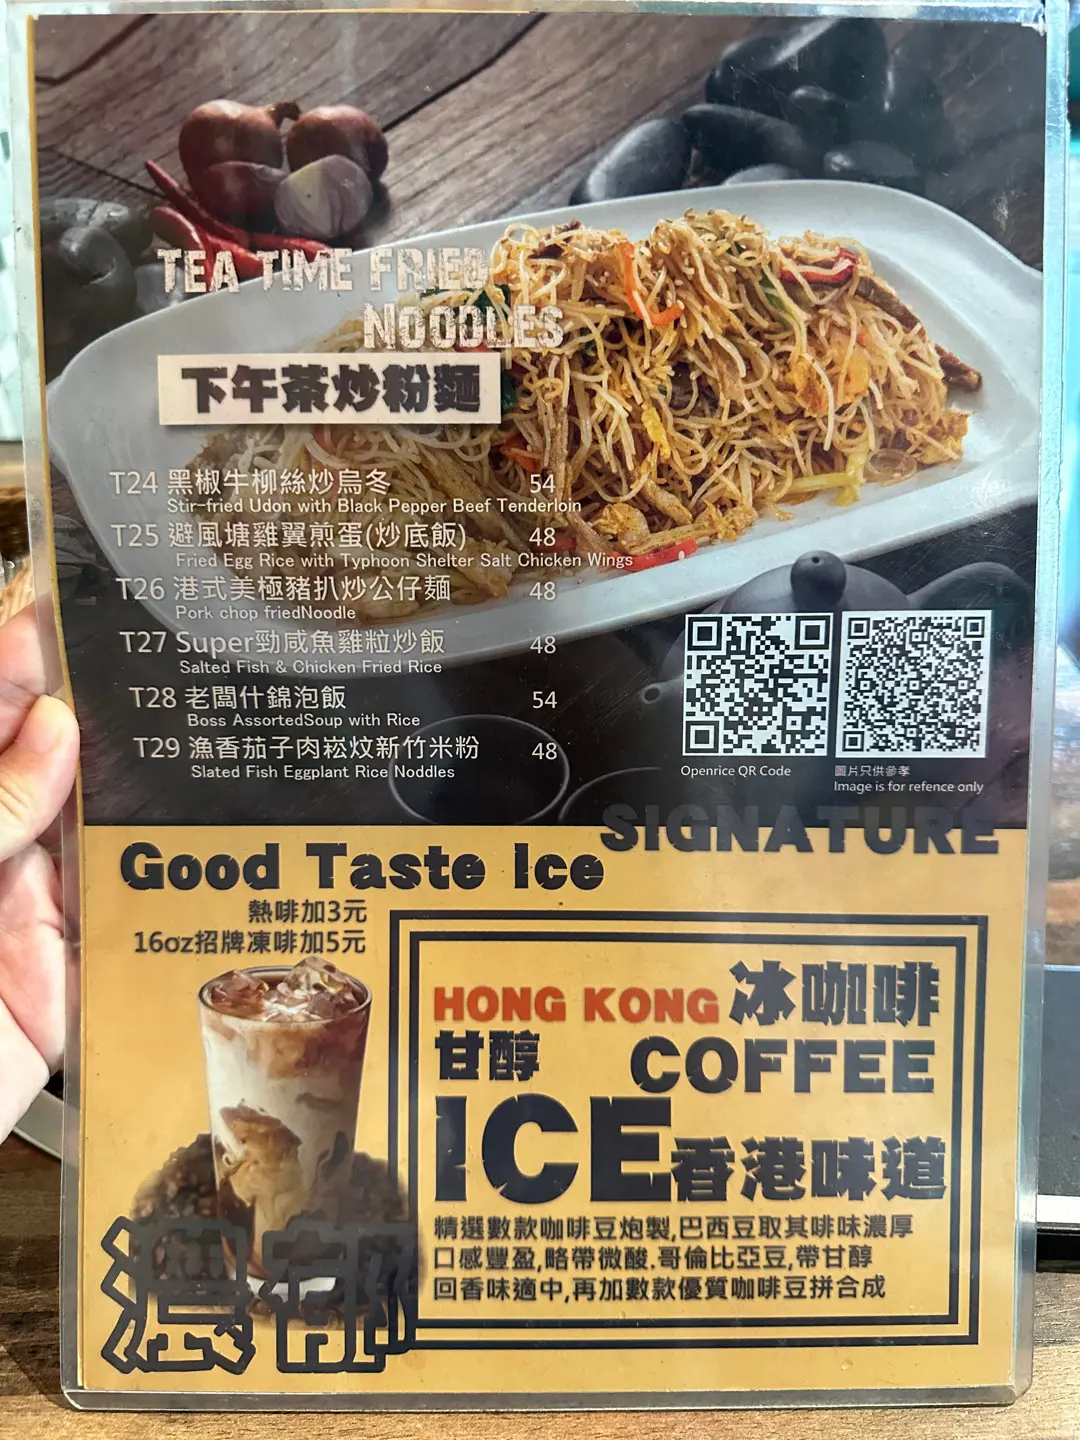 TEA TIME FRIED
NOODLES
下午茶炒粉麵
T24 黑椒牛柳絲炒烏冬 54
Stir-fried Udon with Black Pepper Beef Tenderloin
T25 避風塘雞翼煎蛋(炒底飯) 48
Fried Egg Rice with Typhoon Shelter Salt Chicken Wings
T26 港式美極豬扒炒公仔麵 48
Pork chop friedNoodle
T27 Super勁咸魚雞粒炒飯 48
Salted Fish & Chicken Fried Rice
T28 老闆什錦泡飯 54
Boss AssortedSoup with Rice
T29 漁香茄子肉崧炆新竹米粉 48
Slated Fish Eggplant Rice Noddles
Openrice QR Code
圖片只供參孝
Image is for refence only
SIGNATURE
Good Taste Ice
熱啡加3元
16oz招牌凍啡加5元
HONG KONG 冰咖啡
甘醇 COFFEE
ICE香港味道
精選數款咖啡豆炮製,巴西豆取其啡味濃厚
口感豐盈,略帶微酸.哥倫比亞豆,帶甘醇
回香味適中,再加數款優質咖啡豆拼合成